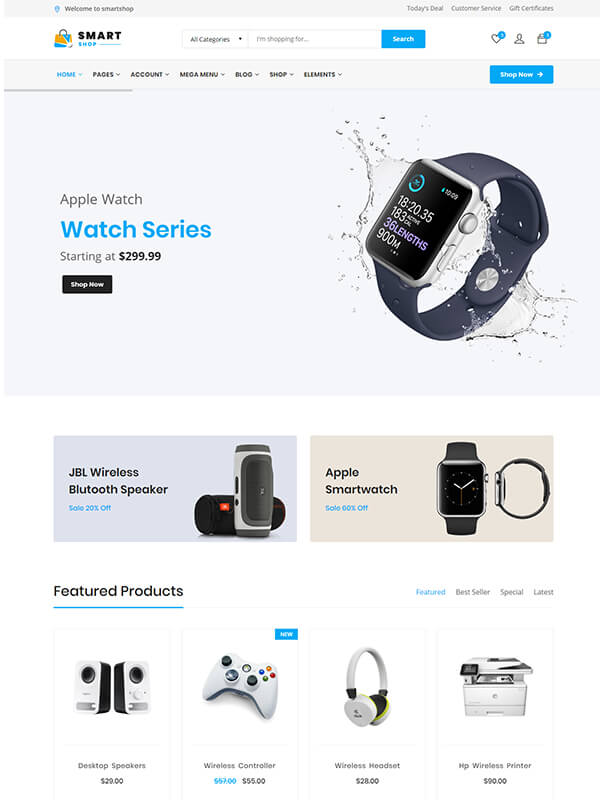 Welcome to smartshop
Today's Deal Customer Service Gift Certificates
SMART
SHOP
All Categories
I'm shopping for...
Search
HOME PAGES ACCOUNT MEGA MENU BLOG SHOP ELEMENTS
Shop Now
10:09
18:20.35
183 ACTIVE
36LENGTHS
900M
Apple Watch
Watch Series
Starting at $299.99
Shop Now
JBL Wireless
Blutooth Speaker
Sale 20% Off
JBL
Apple
Smartwatch
Sale 60% Off
Featured Products
Featured Best Seller Special Latest
NEW
Desktop Speakers
$29.00
Wireless Controller
$57.00 $55.00
Wireless Headset
$28.00
Hp Wireless Printer
$90.00